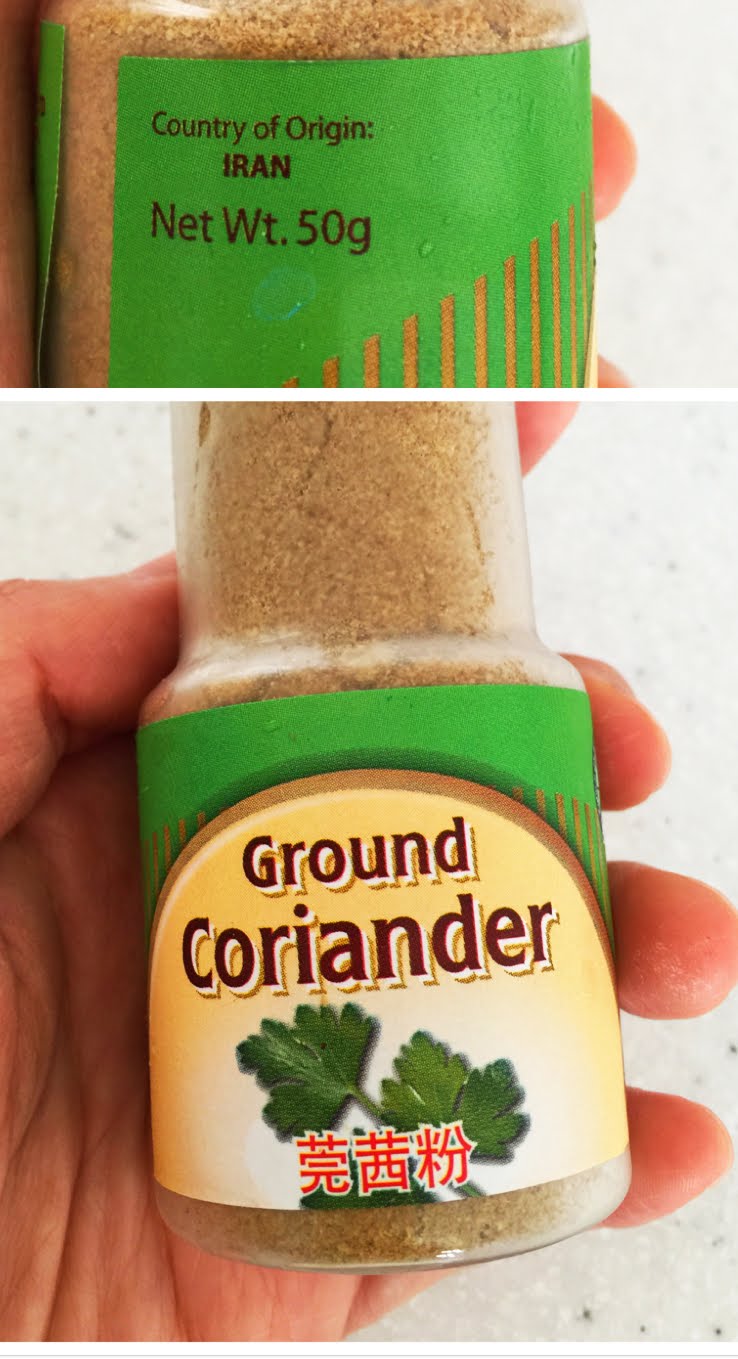 Country of Origin:
IRAN
Net Wt. 50g
Ground
Coriander
芫茜粉